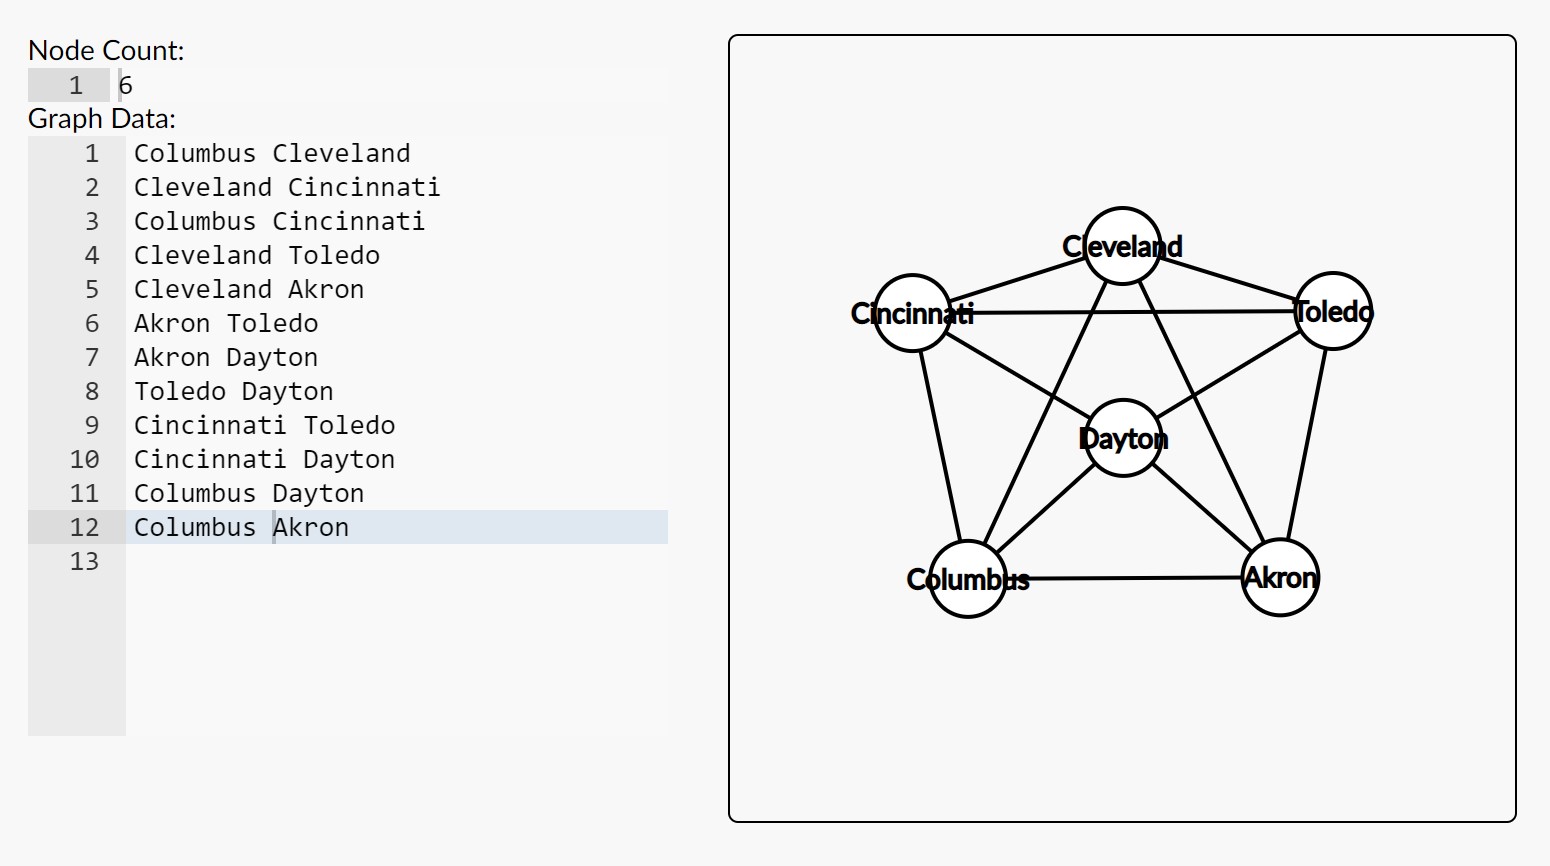 Node Count:
1 6
Graph Data:
1 Columbus Cleveland
2 Cleveland Cincinnati
3 Columbus Cincinnati
4 Cleveland Toledo
5 Cleveland Akron
6 Akron Toledo
7 Akron Dayton
8 Toledo Dayton
9 Cincinnati Toledo
10 Cincinnati Dayton
11 Columbus Dayton
12 Columbus Akron
13
Cleveland
Cincinnati
Toledo
Dayton
Columbus
Akron